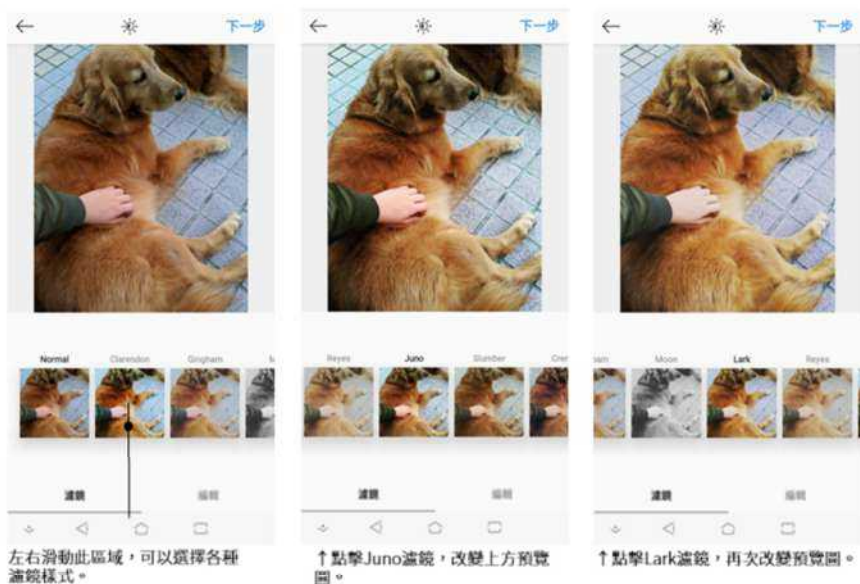 下一步
下一步
下一步
Normal Clarendon Gingham M
Reyes Juno Slumber Crem
ham Moon Lark Reyes
濾鏡 編輯
濾鏡 編輯
濾鏡 編輯
左右滑動此區域，可以選擇各種
濾鏡樣式。
↑點擊Juno濾鏡，改變上方預覽
圖。
↑點擊Lark濾鏡，再次改變預覽圖。